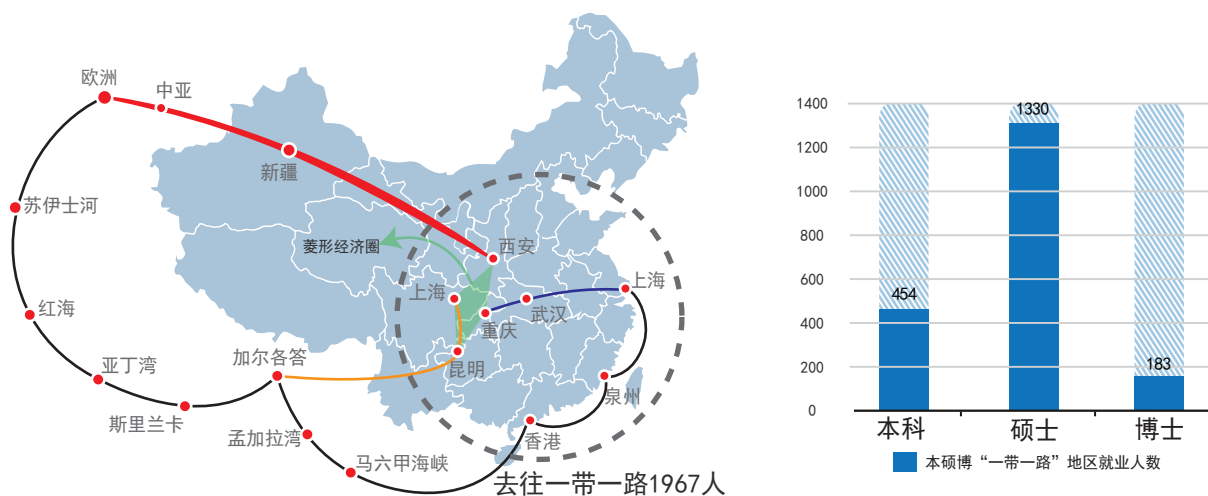 欧洲
中亚
新疆
苏伊士河
菱形经济圈
西安
上海
上海
红海
重庆
武汉
加尔各答
昆明
亚丁湾
泉州
斯里兰卡
孟加拉湾
香港
马六甲海峡
去往一带一路1967人
1400
1330
1200
1000
800
600
454
400
183
200
0
本科
硕士
博士
本硕博“一带一路”地区就业人数